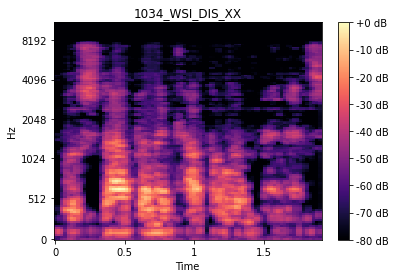 1034_WSI_DIS_XX
Hz
8192
4096
2048
1024
512
0
0
0.5
1
1.5
Time
+0 dB
-10 dB
-20 dB
-30 dB
-40 dB
-50 dB
-60 dB
-70 dB
-80 dB